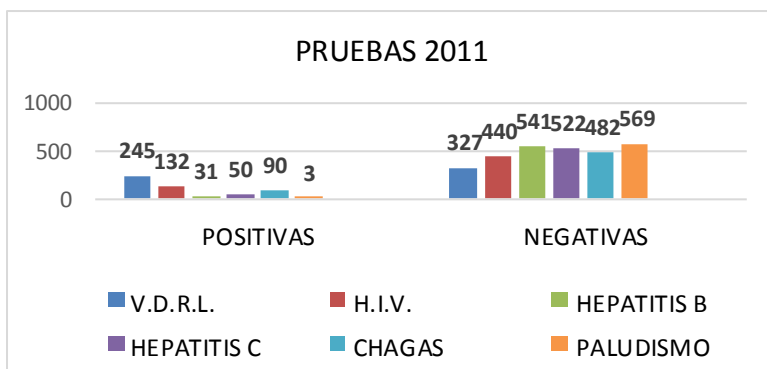 PRUEBAS 2011
1000
500
0
245
132
31
50
90
3
327
440
541
522
482
569
POSITIVAS
NEGATIVAS
V.D.R.L.
H.I.V.
HEPATITIS B
HEPATITIS C
CHAGAS
PALUDISMO